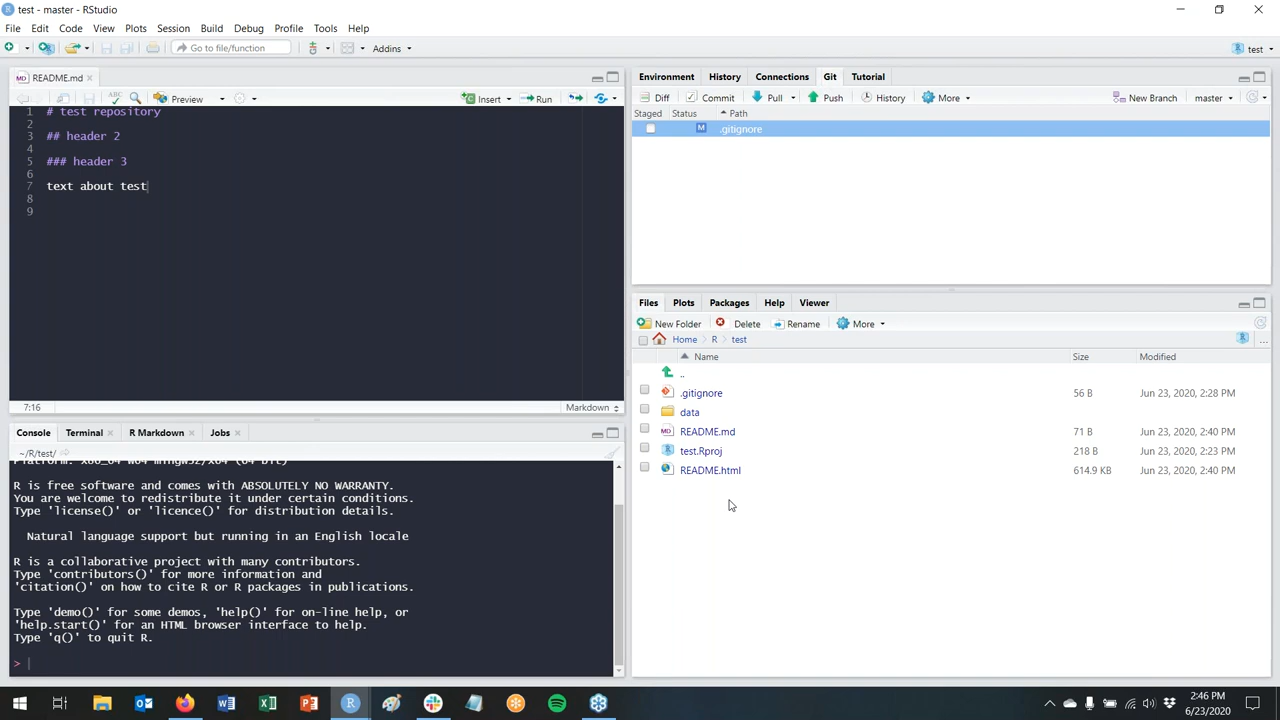 test - master - RStudio
File Edit Code View Plots Session Build Debug Profile Tools Help
Go to file/function Addins test
README.md
Preview Insert Run
1 # test repository
2
3 ## header 2
4
5 ### header 3
6
7 text about test
8
9
7:16 Markdown
Console Terminal R Markdown Jobs
~/R/test/
R is free software and comes with ABSOLUTELY NO WARRANTY.
You are welcome to redistribute it under certain conditions.
Type 'license()' or 'licence()' for distribution details.
Natural language support but running in an English locale
R is a collaborative project with many contributors.
Type 'contributors()' for more information and
'citation()' on how to cite R or R packages in publications.
Type 'demo()' for some demos, 'help()' for on-line help, or
'help.start()' for an HTML browser interface to help.
Type 'q()' to quit R.
>
Environment History Connections Git Tutorial
Diff Commit Pull Push History More New Branch master
Staged Status Path
M .gitignore
Files Plots Packages Help Viewer
New Folder Delete Rename More
Home R test
Name Size Modified
..
.gitignore 56 B Jun 23, 2020, 2:28 PM
data
README.md 71 B Jun 23, 2020, 2:40 PM
test.Rproj 218 B Jun 23, 2020, 2:23 PM
README.html 614.9 KB Jun 23, 2020, 2:40 PM
2:46 PM
6/23/2020